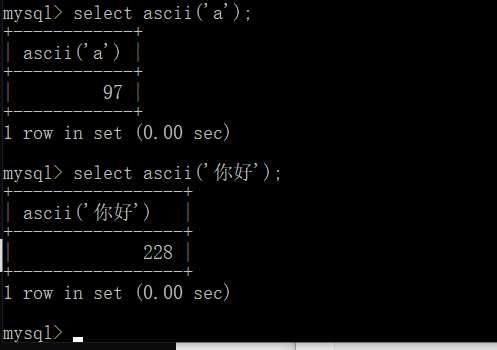 mysql> select ascii('a');
+------------+
| ascii('a') |
+------------+
|         97 |
+------------+
1 row in set (0.00 sec)
mysql> select ascii('你好');
+-----------------+
| ascii('你好')   |
+-----------------+
|             228 |
+-----------------+
1 row in set (0.00 sec)
mysql>